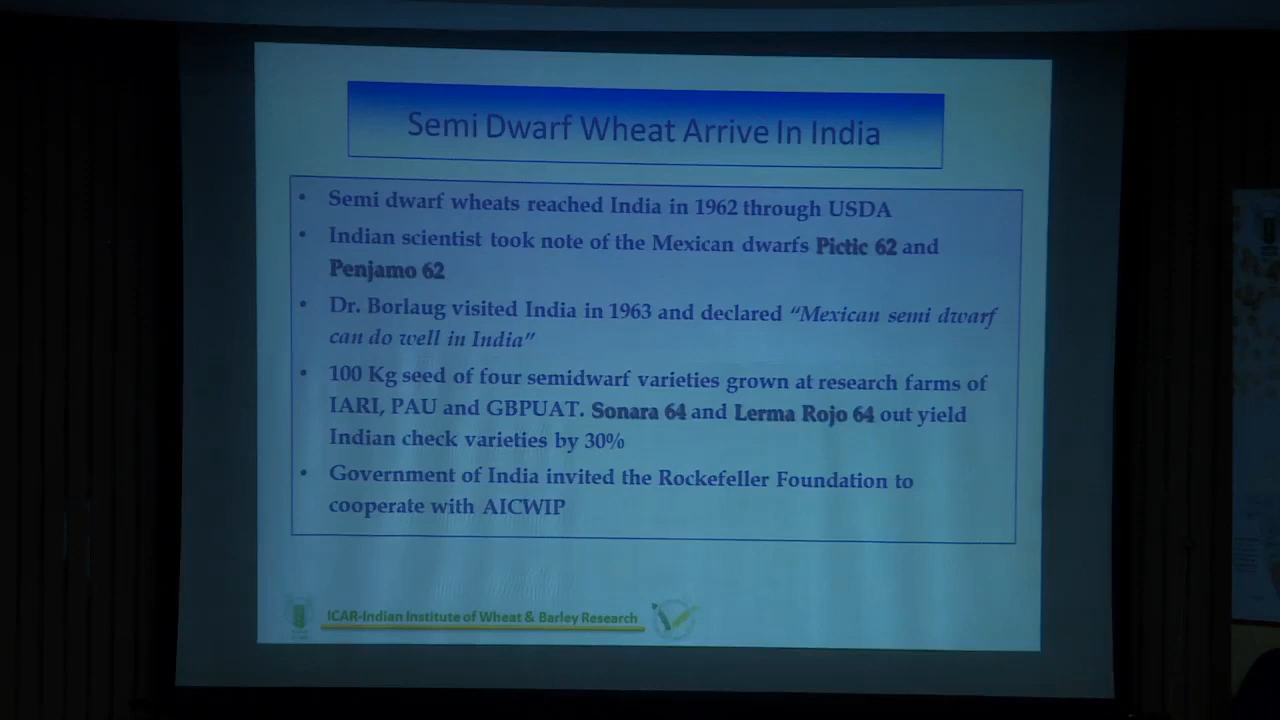 Semi Dwarf Wheat Arrive In India
• Semi dwarf wheats reached India in 1962 through USDA
• Indian scientist took note of the Mexican dwarfs Pictic 62 and
Penjamo 62
• Dr. Borlaug visited India in 1963 and declared “Mexican semi dwarf
can do well in India”
• 100 Kg seed of four semidwarf varieties grown at research farms of
IARI, PAU and GBPUAT. Sonara 64 and Lerma Rojo 64 out yield
Indian check varieties by 30%
• Government of India invited the Rockefeller Foundation to
cooperate with AICWIP
ICAR-Indian Institute of Wheat & Barley Research